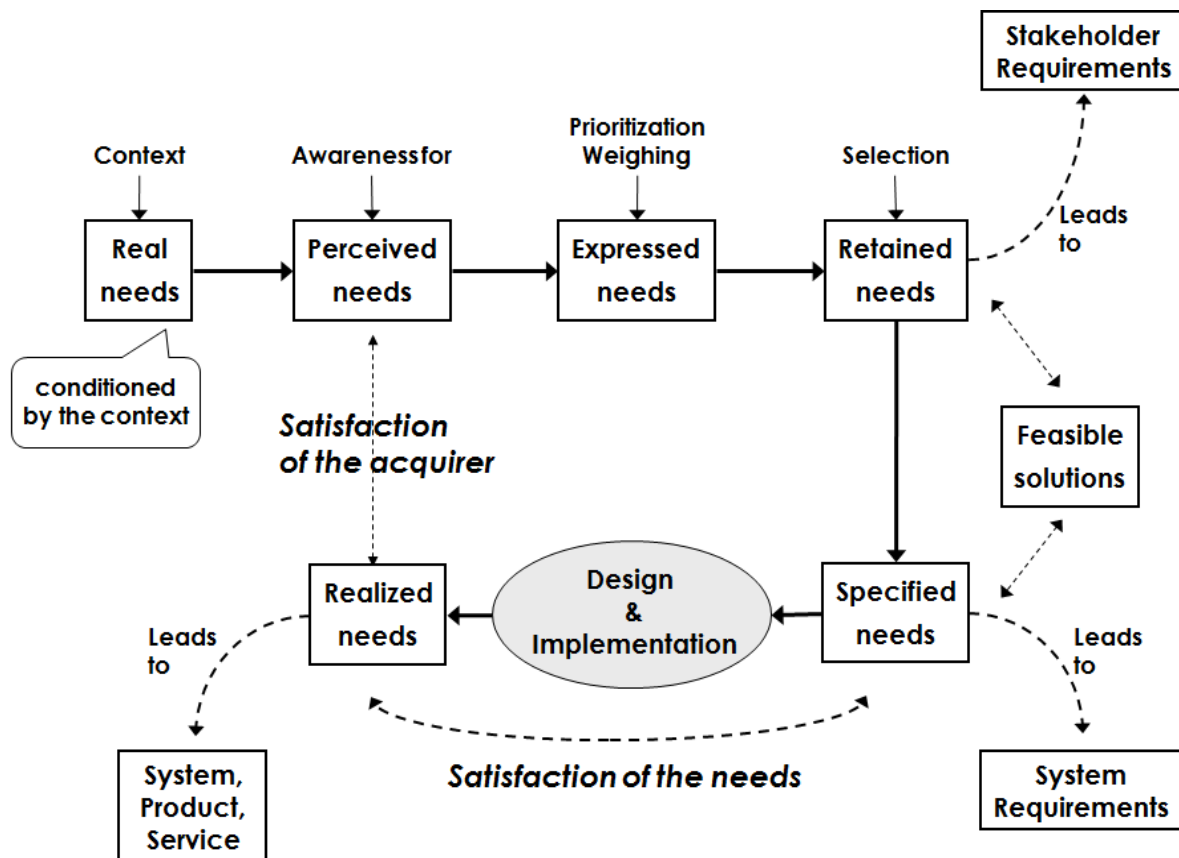 Stakeholder
Requirements
Context
Awareness for
Prioritization
Weighing
Selection
Real
needs
Perceived
needs
Expressed
needs
Retained
needs
Leads
to
conditioned
by the context
Satisfaction
of the acquirer
Feasible
solutions
Realized
needs
Design
&
Implementation
Specified
needs
Leads
to
Leads
to
System,
Product,
Service
Satisfaction of the needs
System
Requirements